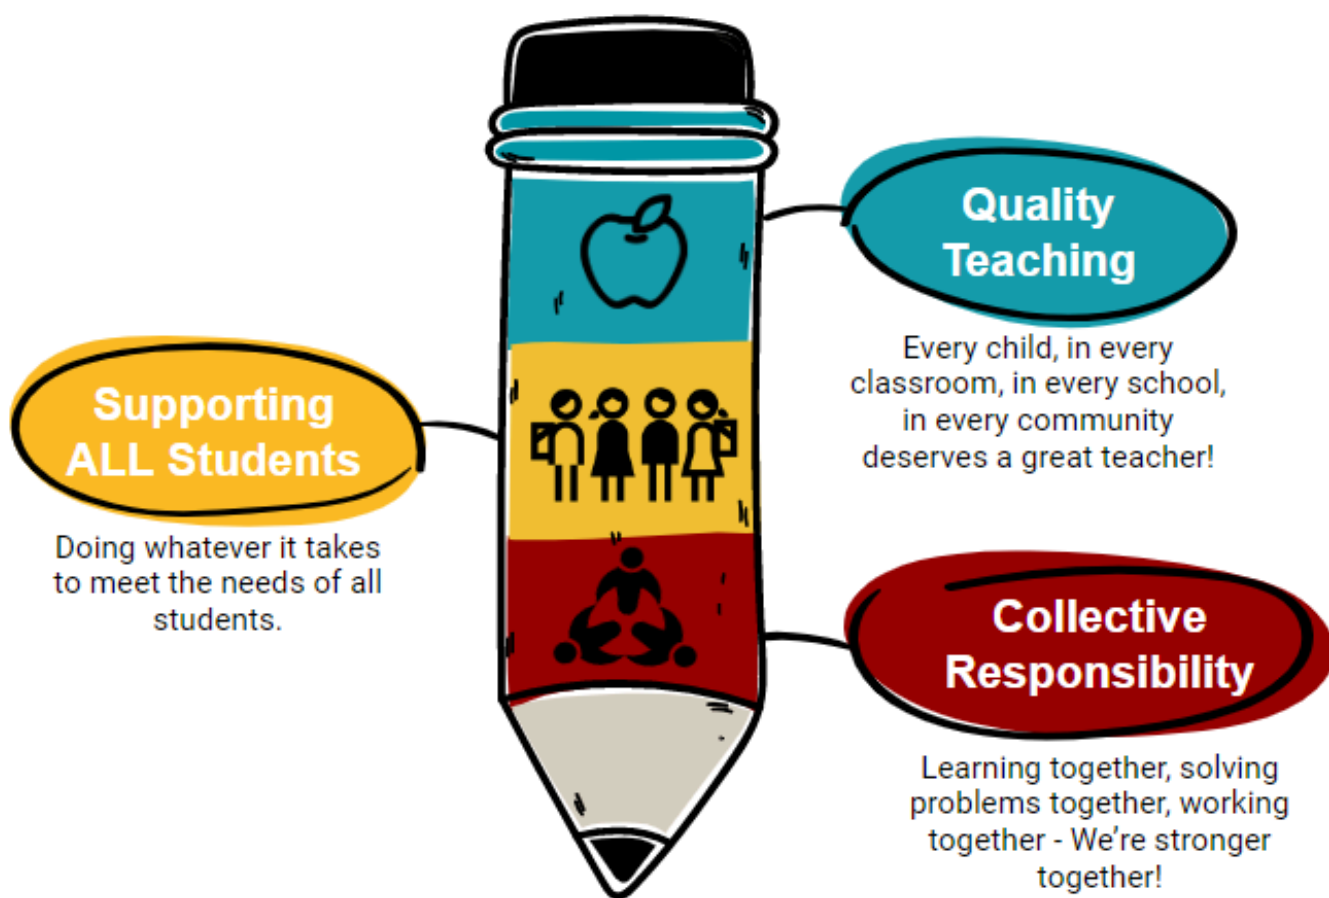 Quality
Teaching
Every child, in every
classroom, in every school,
in every community
deserves a great teacher!
Supporting
ALL Students
Doing whatever it takes
to meet the needs of all
students.
Collective
Responsibility
Learning together, solving
problems together, working
together - We’re stronger
together!